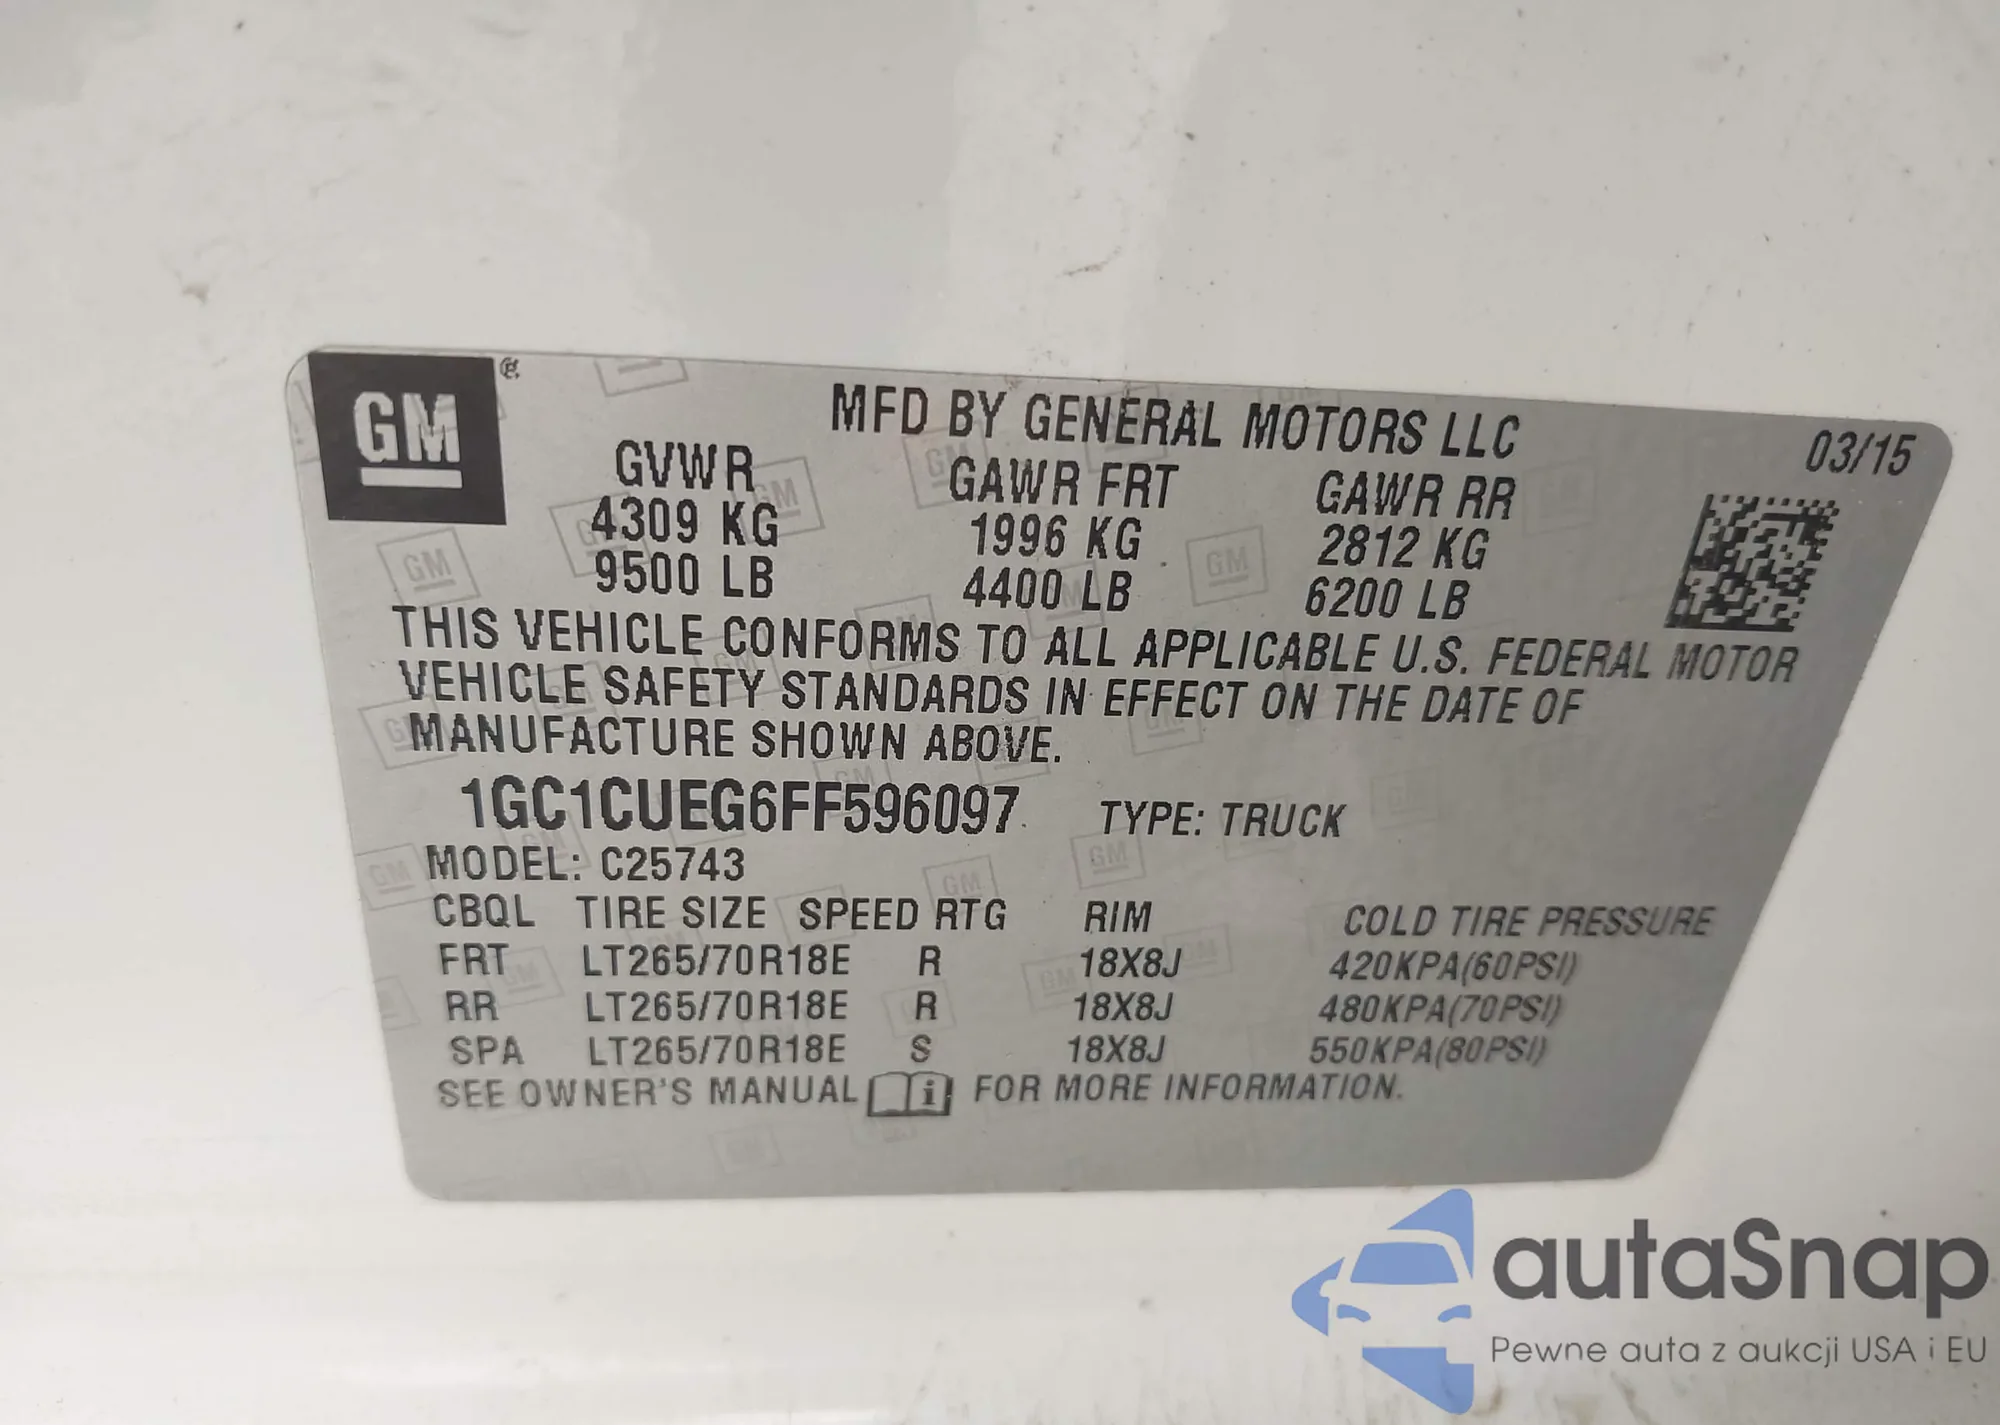 GM
MFD BY GENERAL MOTORS LLC 03/15
GVWR GAWR FRT GAWR RR
4309 KG 1996 KG 2812 KG
9500 LB 4400 LB 6200 LB
THIS VEHICLE CONFORMS TO ALL APPLICABLE U.S. FEDERAL MOTOR
VEHICLE SAFETY STANDARDS IN EFFECT ON THE DATE OF
MANUFACTURE SHOWN ABOVE.
1GC1CUEG6FF596097 TYPE: TRUCK
MODEL: C25743
CBQL TIRE SIZE SPEED RTG RIM COLD TIRE PRESSURE
FRT LT265/70R18E R 18X8J 420KPA(60PSI)
RR LT265/70R18E R 18X8J 480KPA(70PSI)
SPA LT265/70R18E S 18X8J 550KPA(80PSI)
SEE OWNER'S MANUAL i FOR MORE INFORMATION.
autaSnap
Pewne auta z aukcji USA i EU